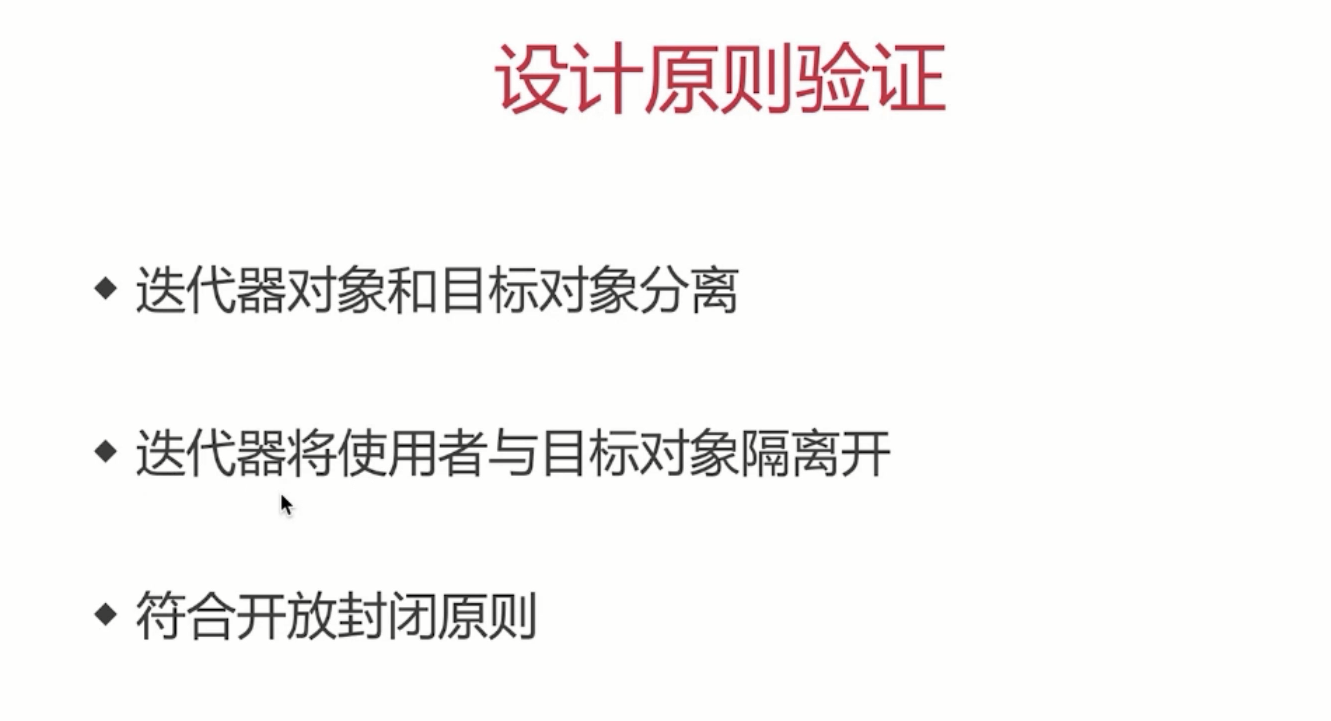 设计原则验证
迭代器对象和目标对象分离
迭代器将使用者与目标对象隔离开
符合开放封闭原则